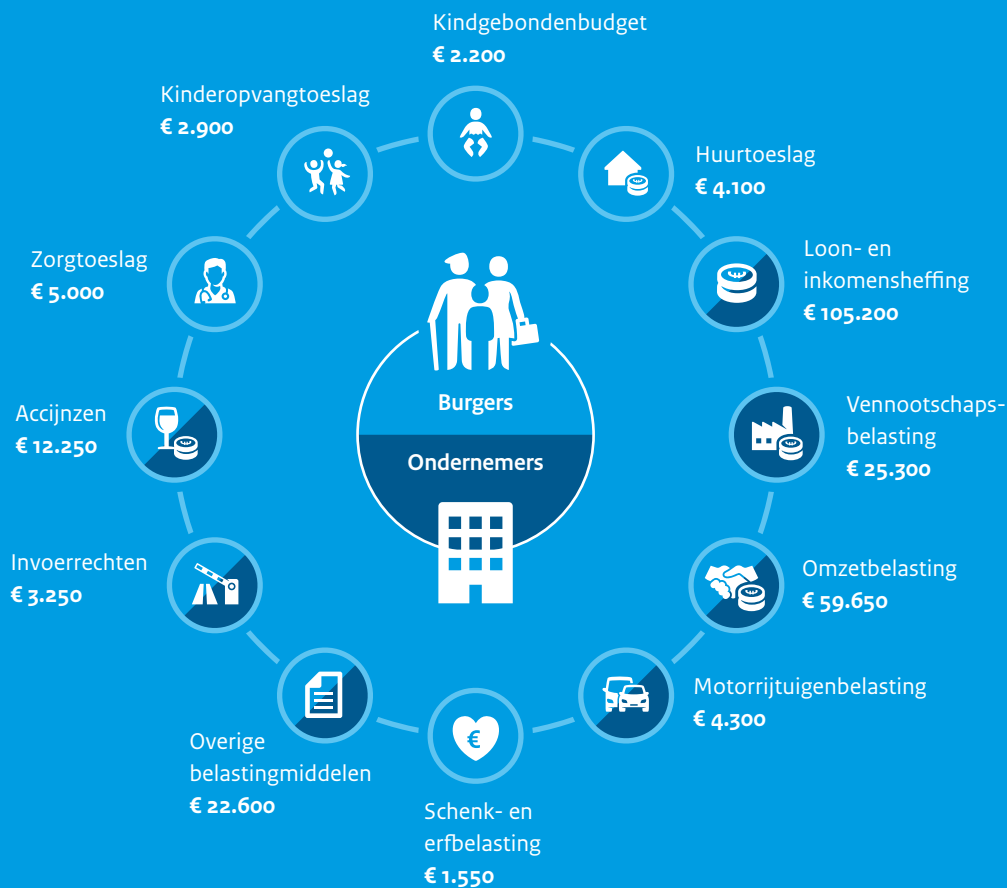 Kindgebondenbudget
€ 2.200
Kinderopvangtoeslag
€ 2.900
Huurtoeslag
€ 4.100
Zorgtoeslag
€ 5.000
Loon- en
inkomensheffing
€ 105.200
Burgers
Ondernemers
Accijnzen
€ 12.250
Vennootschaps-
belasting
€ 25.300
Invoerrechten
€ 3.250
Omzetbelasting
€ 59.650
Motorrijtuigenbelasting
€ 4.300
Overige
belastingmiddelen
€ 22.600
€
Schenk- en
erfbelasting
€ 1.550